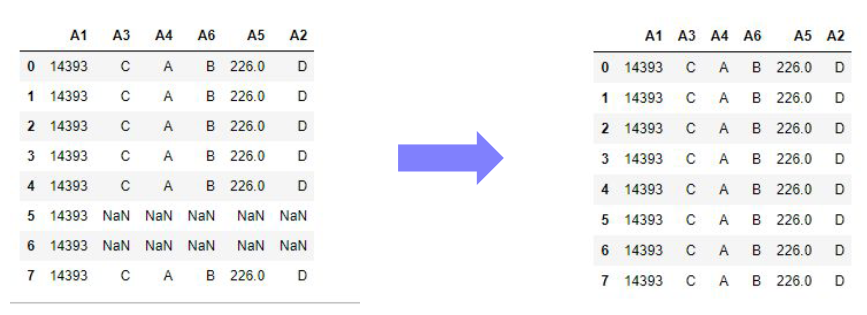 A1 A3 A4 A6 A5 A2
0 14393 C A B 226.0 D
1 14393 C A B 226.0 D
2 14393 C A B 226.0 D
3 14393 C A B 226.0 D
4 14393 C A B 226.0 D
5 14393 NaN NaN NaN NaN NaN
6 14393 NaN NaN NaN NaN NaN
7 14393 C A B 226.0 D
A1 A3 A4 A6 A5 A2
0 14393 C A B 226.0 D
1 14393 C A B 226.0 D
2 14393 C A B 226.0 D
3 14393 C A B 226.0 D
4 14393 C A B 226.0 D
5 14393 C A B 226.0 D
6 14393 C A B 226.0 D
7 14393 C A B 226.0 D